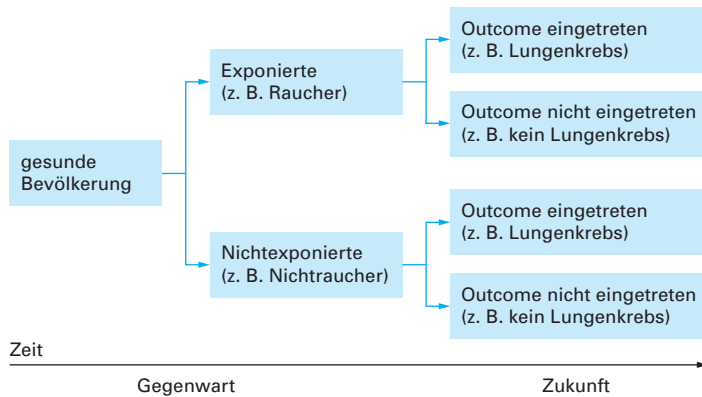 gesunde
Bevölkerung
Exponierte
(z. B. Raucher)
Outcome eingetreten
(z. B. Lungenkrebs)
Outcome nicht eingetreten
(z. B. kein Lungenkrebs)
Nichtexponierte
(z. B. Nichtraucher)
Outcome eingetreten
(z. B. Lungenkrebs)
Outcome nicht eingetreten
(z. B. kein Lungenkrebs)
Zeit
Gegenwart
Zukunft